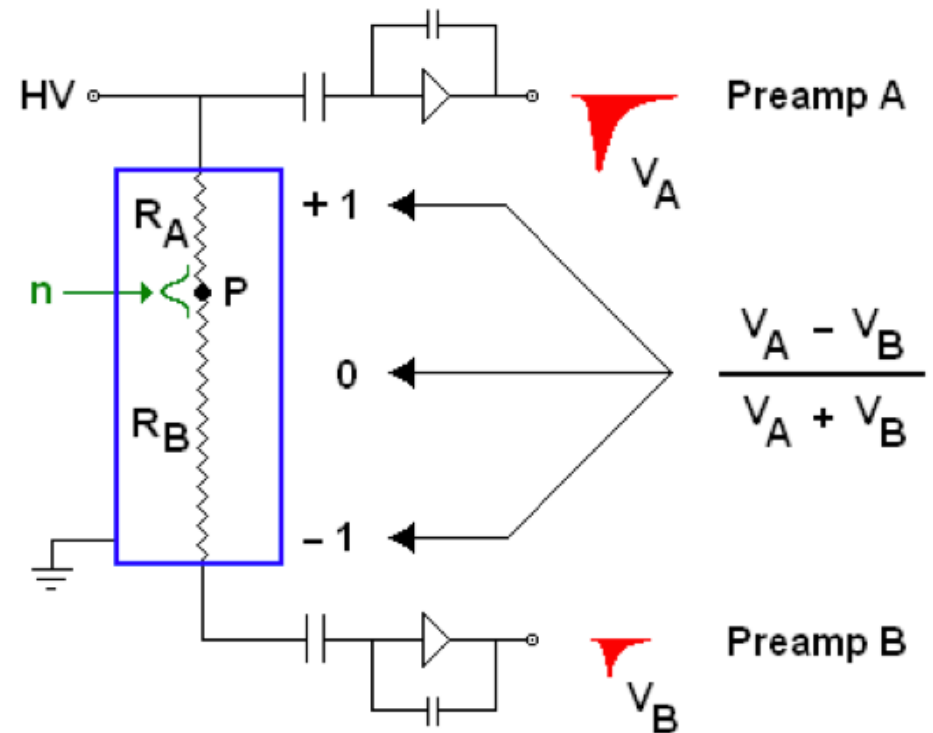 HV
Preamp A
V_A
+ 1
R_A
n
P
V_A − V_B
0
V_A + V_B
R_B
− 1
Preamp B
V_B